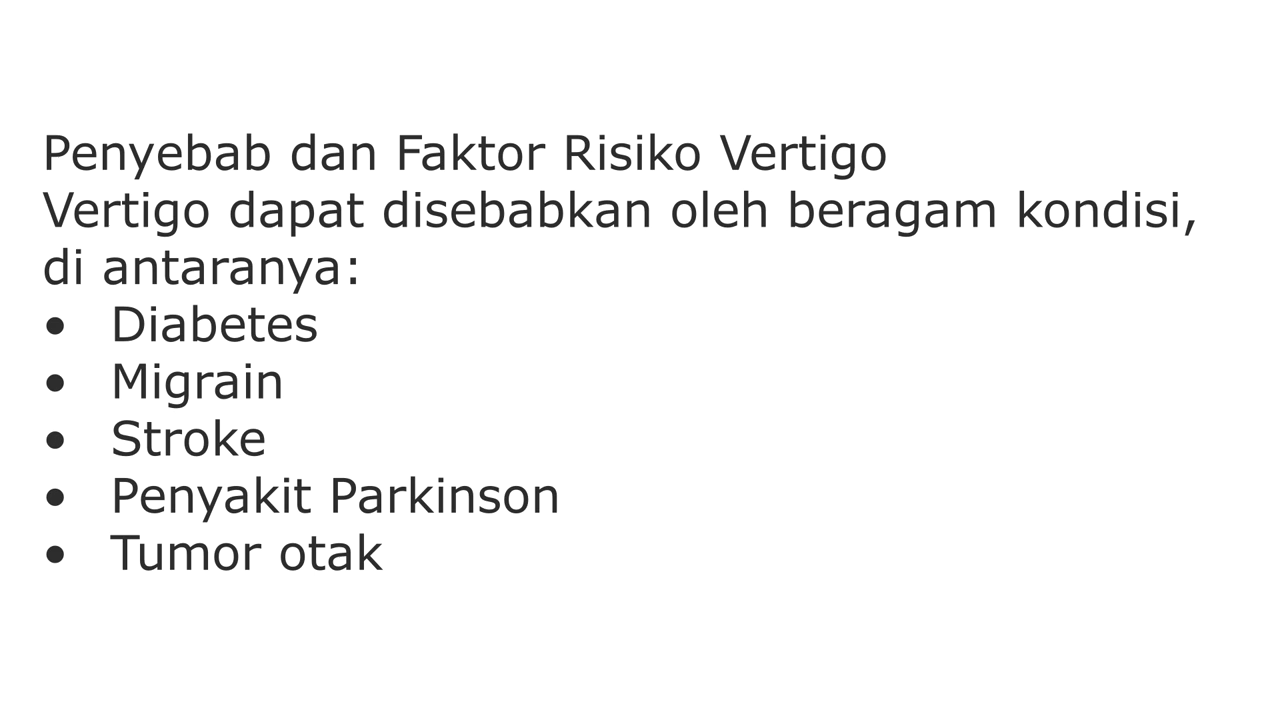 Penyebab dan Faktor Risiko Vertigo
Vertigo dapat disebabkan oleh beragam kondisi,
di antaranya:
• Diabetes
• Migrain
• Stroke
• Penyakit Parkinson
• Tumor otak